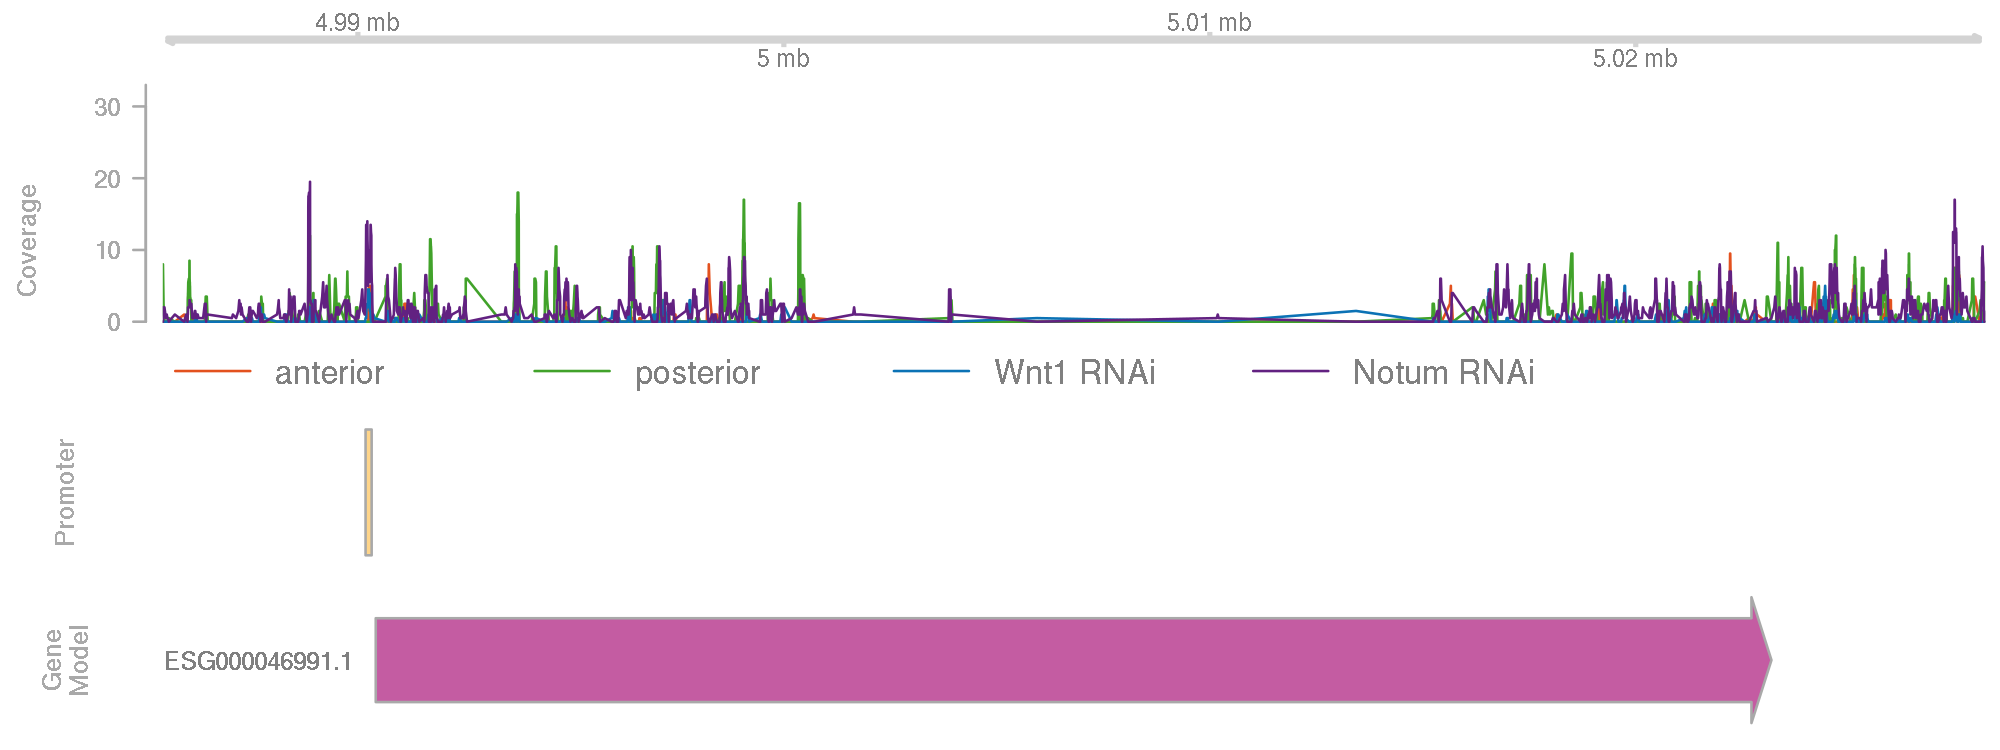 4.99 mb
5.01 mb
5 mb
5.02 mb
30
20
10
0
Coverage
anterior posterior Wnt1 RNAi Notum RNAi
Promoter
Gene
Model
ESG000046991.1